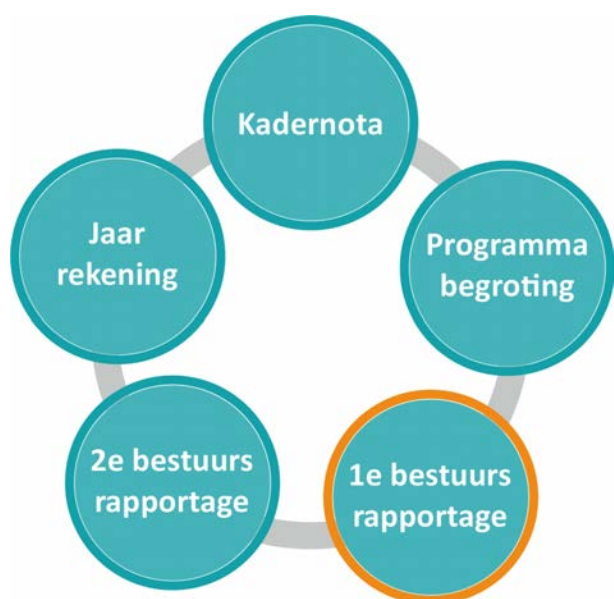 Kadernota
Programma
begroting
1e bestuurs
rapportage
2e bestuurs
rapportage
Jaar
rekening